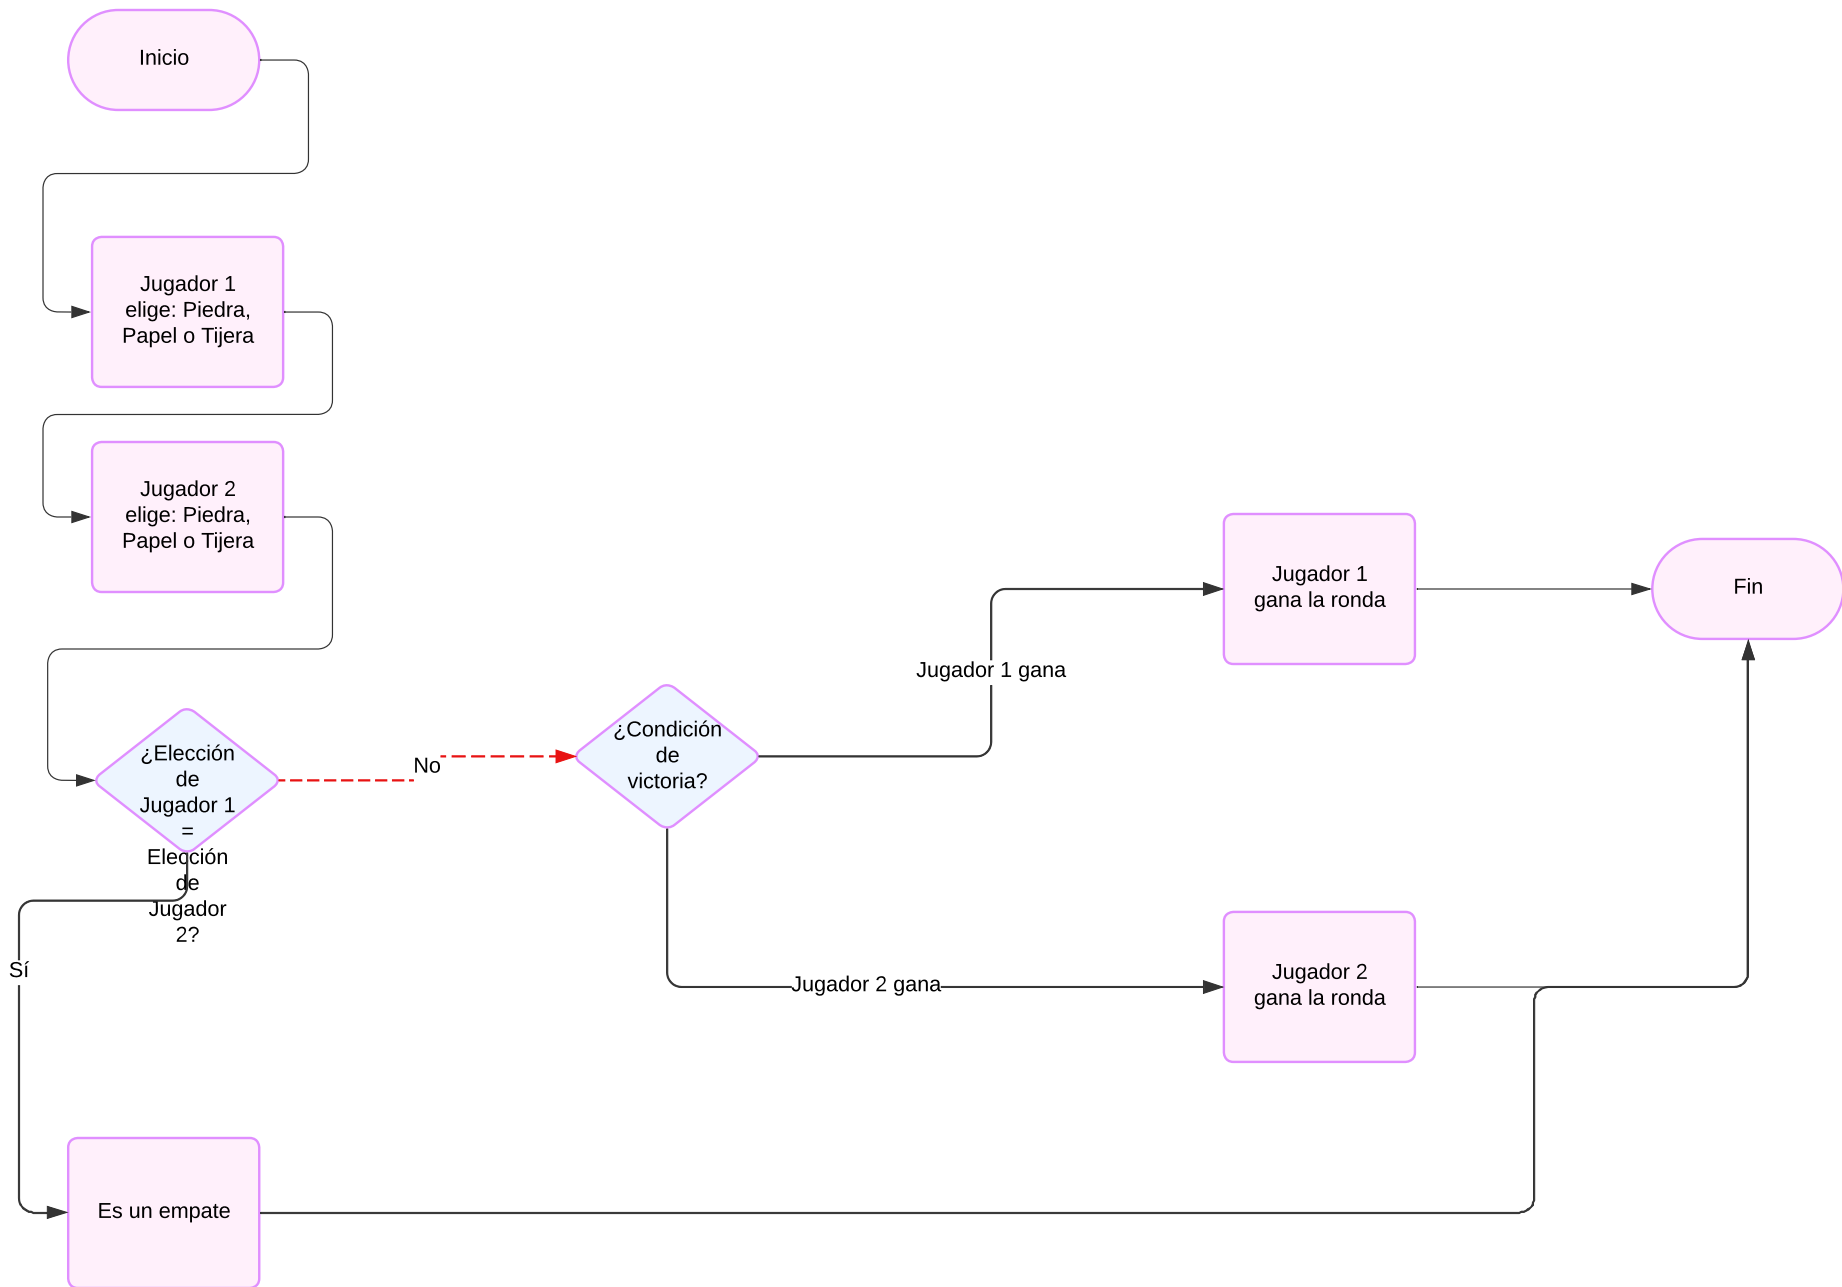 Inicio
Jugador 1
elige: Piedra,
Papel o Tijera
Jugador 2
elige: Piedra,
Papel o Tijera
¿Elección
de
Jugador 1
=
Elección
de
Jugador
2?
No
Sí
¿Condición
de
victoria?
Jugador 1 gana
Jugador 2 gana
Jugador 1
gana la ronda
Jugador 2
gana la ronda
Fin
Es un empate